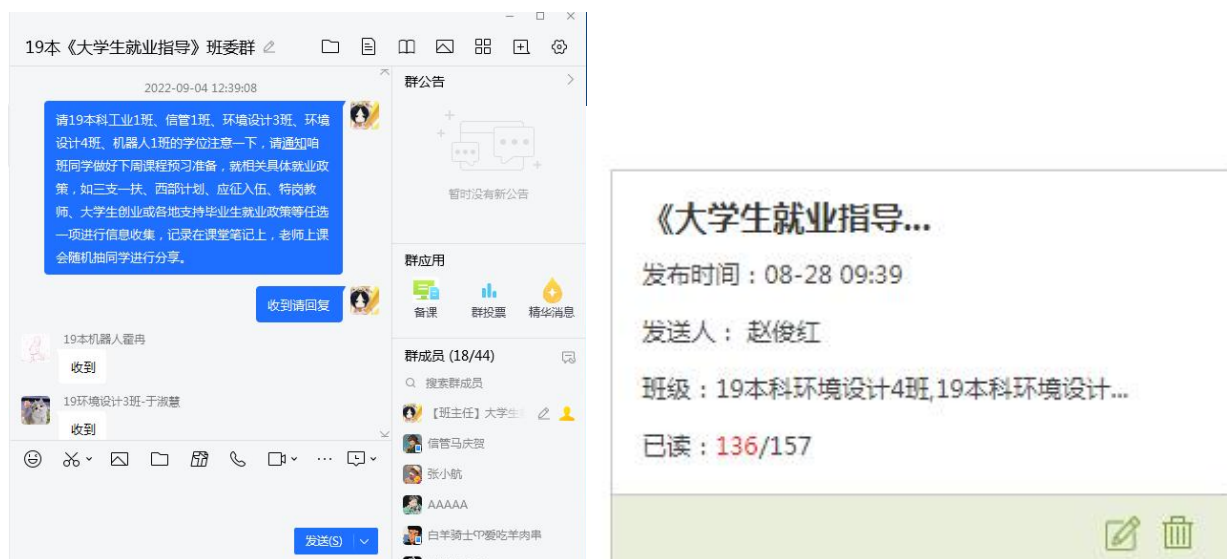 19本《大学生就业指导》班委群
2022-09-04 12:39:08
请19本科工业1班、信管1班、环境设计3班、环境
设计4班、机器人1班的学位注意一下，请通知咱
班同学做好下周课程预习准备，就相关具体就业政
策，如三支一扶、西部计划、应征入伍、特岗教
师、大学生创业或各地支持毕业生就业政策等任选
一项进行信息收集，记录在课堂笔记上，老师上课
会随机抽同学进行分享。
收到请回复
19本机器人霍冉
收到
19环境设计3班-于淑慧
收到
发送(S)
群公告
暂时没有新公告
群应用
备课 群投票 精华消息
群成员 (18/44)
搜索群成员
【班主任】大学生
信管马庆贺
张小航
AAAAA
白羊骑士♈爱吃羊肉串
《大学生就业指导...
发布时间：08-28 09:39
发送人： 赵俊红
班级：19本科环境设计4班,19本科环境设计...
已读：136/157